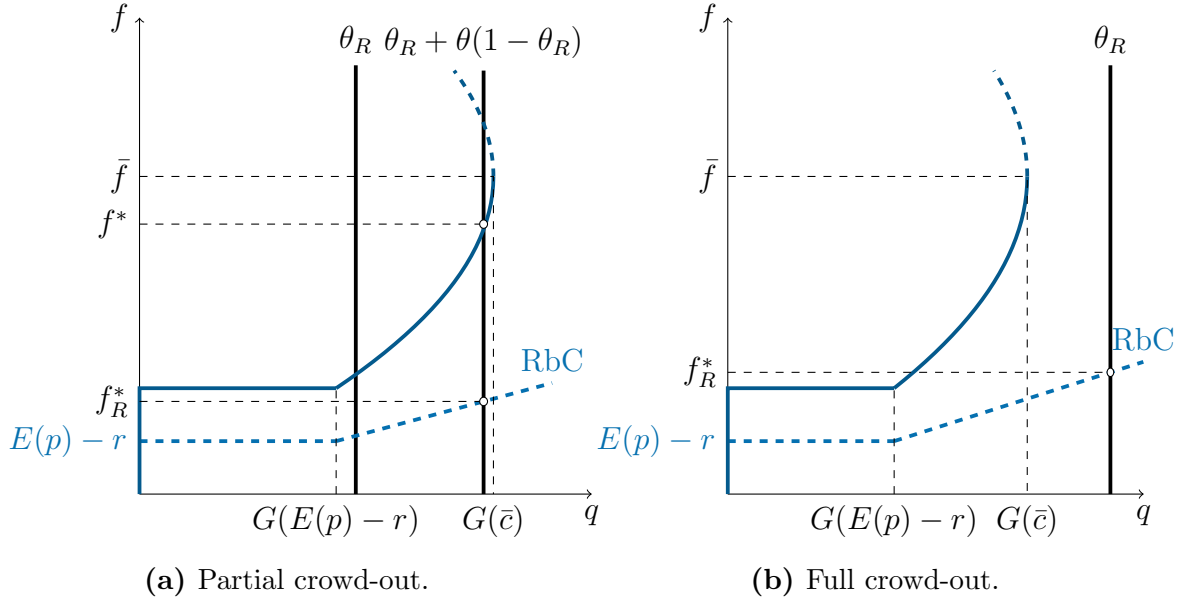 f
θ_R θ_R + θ(1 − θ_R)
f̄
f*
RbC
f*_R
E(p) − r
G(E(p) − r)
G(c̄)
q
(a) Partial crowd-out.
f
θ_R
f̄
RbC
f*_R
E(p) − r
G(E(p) − r)
G(c̄)
q
(b) Full crowd-out.